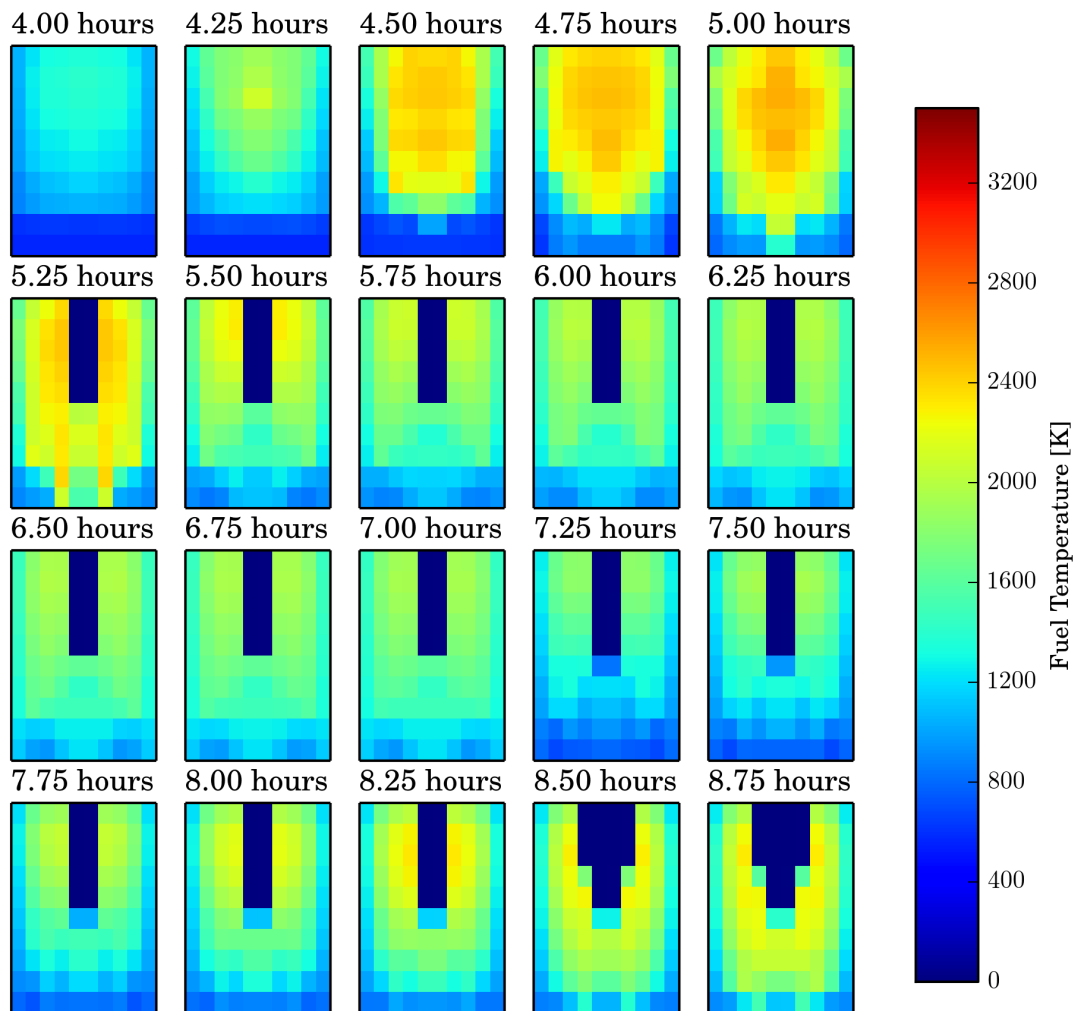 4.00 hours 4.25 hours 4.50 hours 4.75 hours 5.00 hours
5.25 hours 5.50 hours 5.75 hours 6.00 hours 6.25 hours
6.50 hours 6.75 hours 7.00 hours 7.25 hours 7.50 hours
7.75 hours 8.00 hours 8.25 hours 8.50 hours 8.75 hours
3200
2800
2400
2000
1600
1200
800
400
0
Fuel Temperature [K]